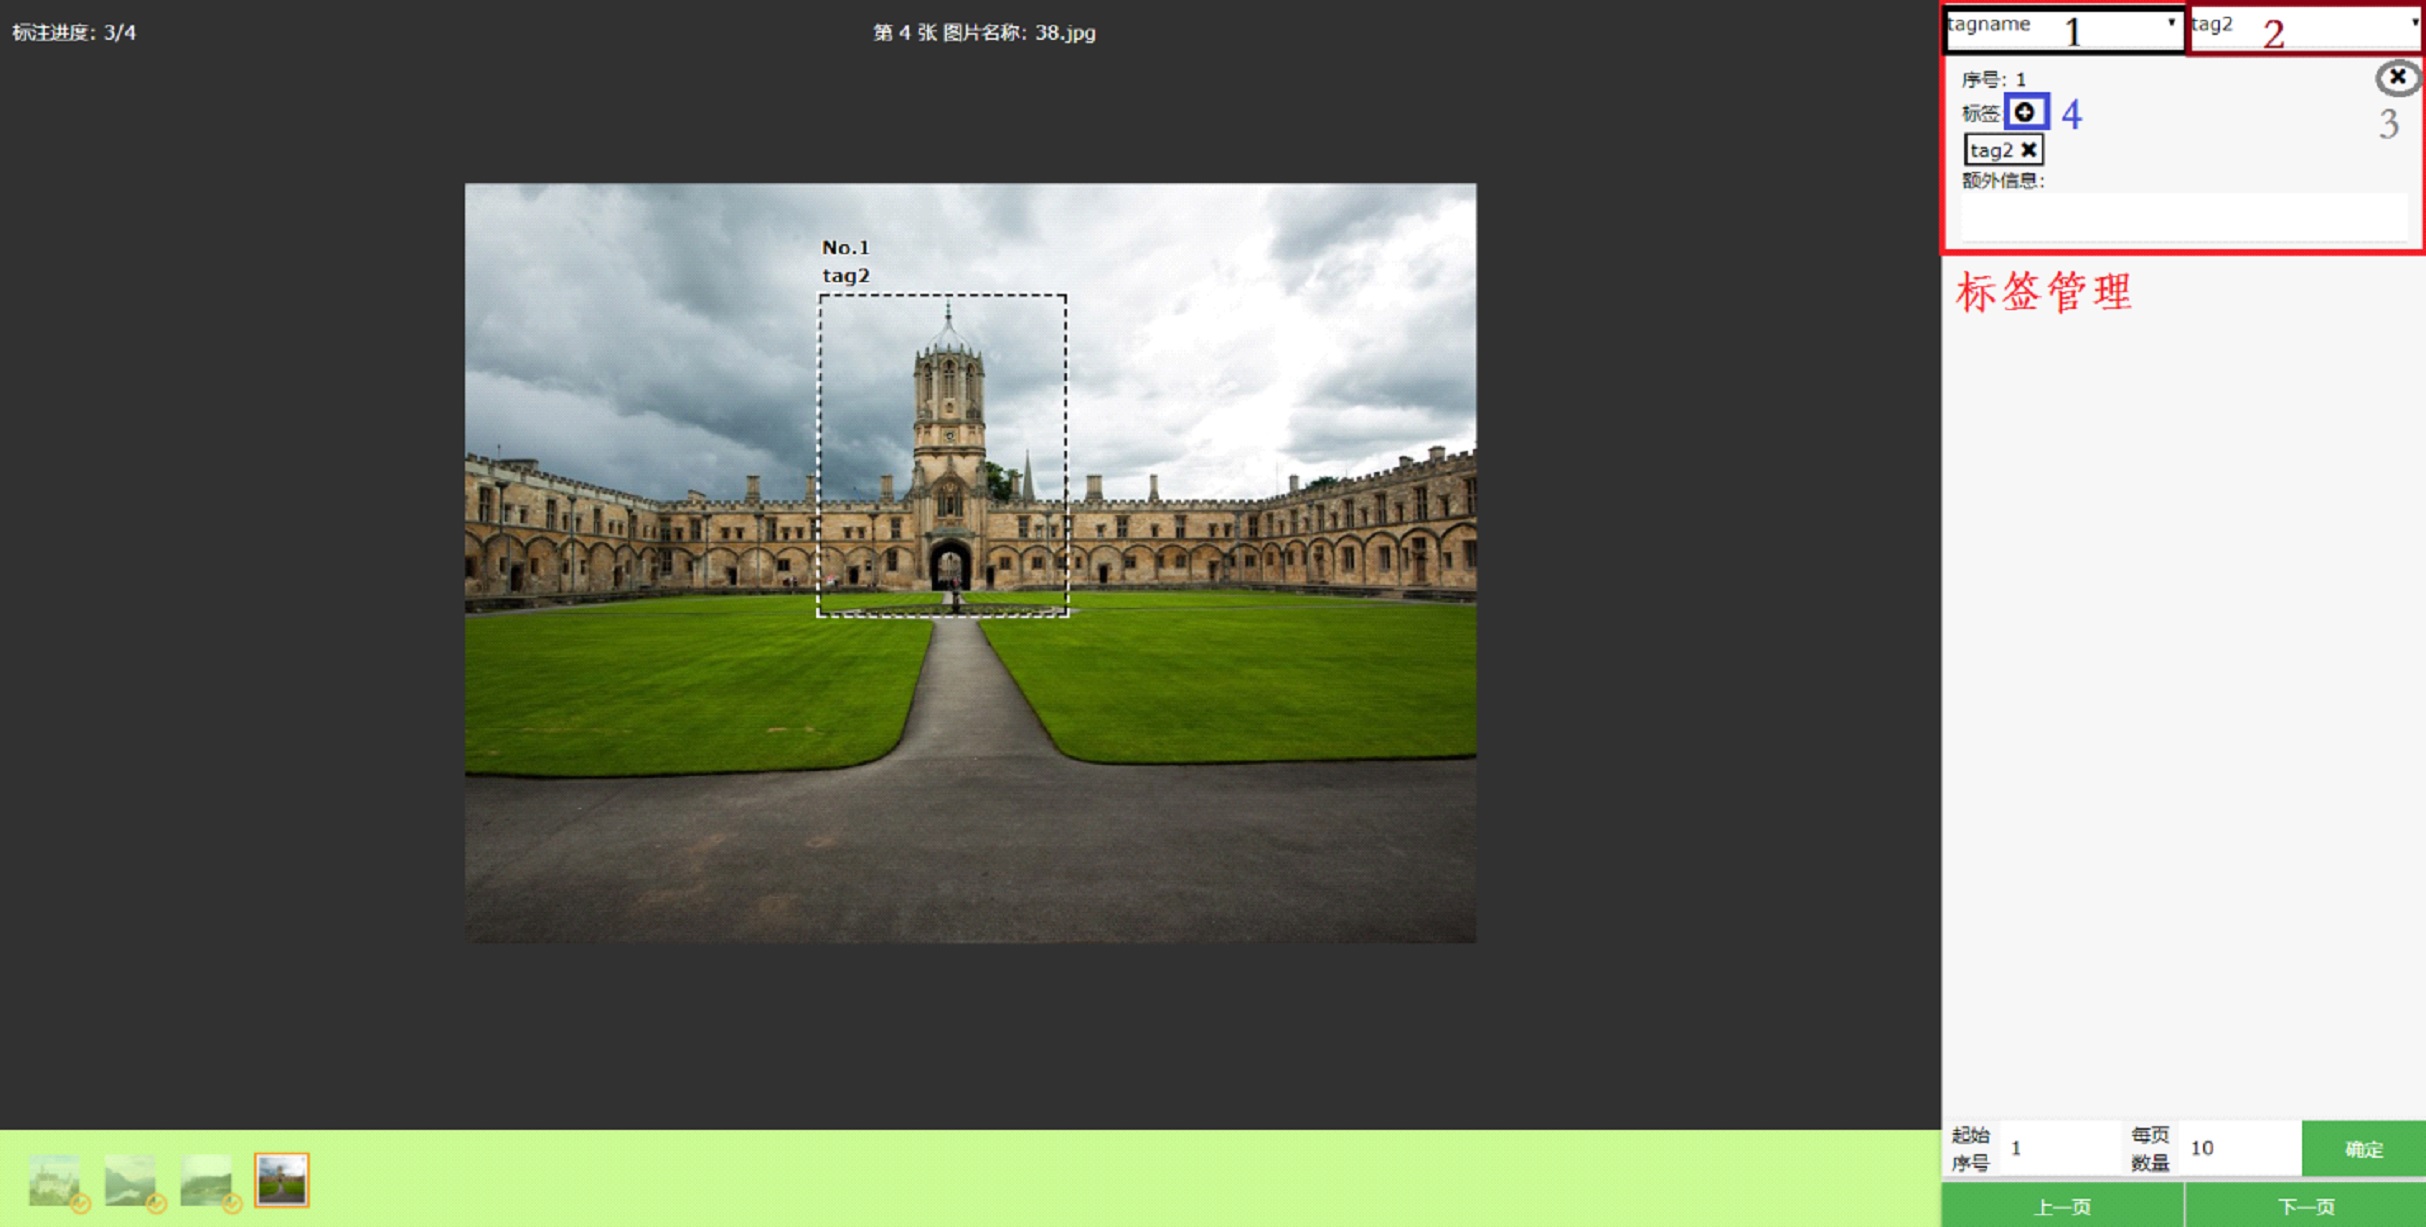 标注进度: 3/4
第 4 张 图片名称: 38.jpg
tagname 1
tag2 2
序号: 1
标签: 4
3
tag2
额外信息:
标签管理
No.1
tag2
起始序号 1
每页数量 10
确定
上一页
下一页